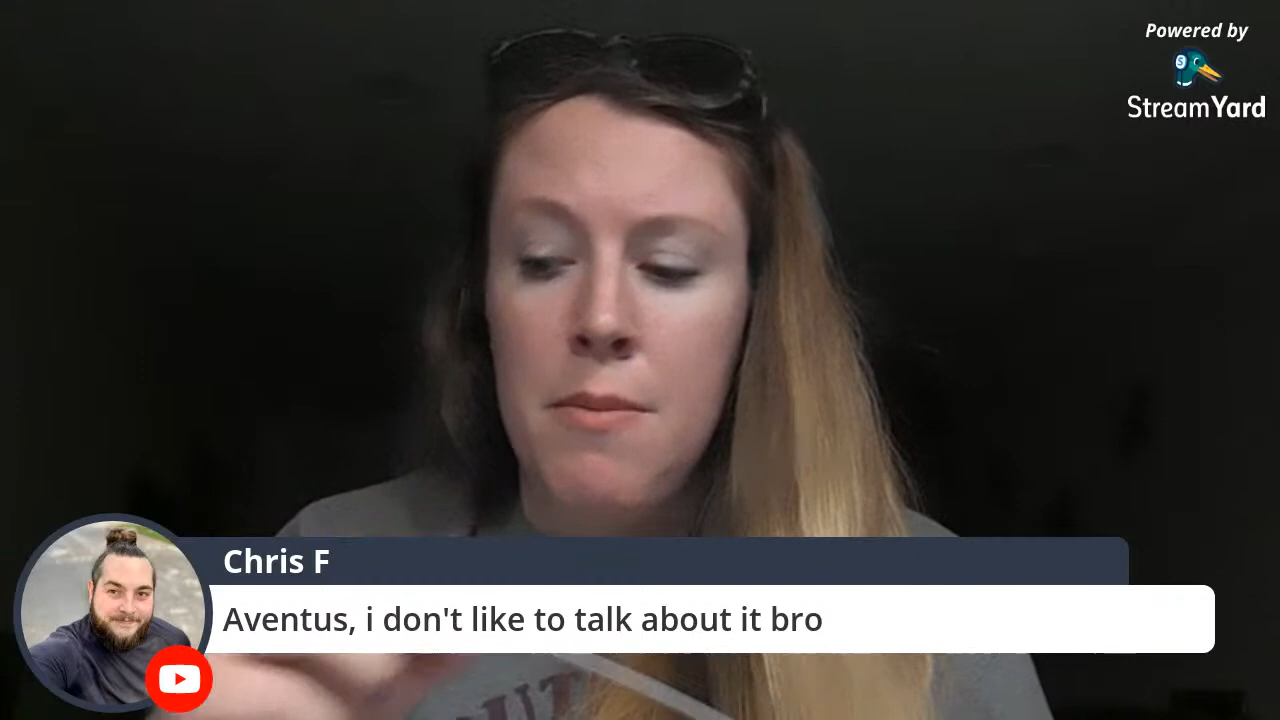 Powered by
StreamYard
Chris F
Aventus, i don't like to talk about it bro